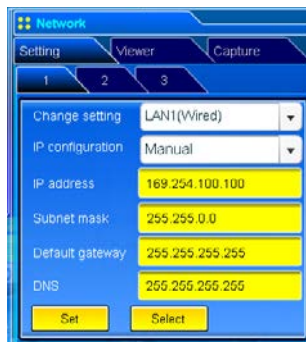 Network
Setting Viewer Capture
1 2 3
Change setting LAN1(Wired)
IP configuration Manual
IP address 169.254.100.100
Subnet mask 255.255.0.0
Default gateway 255.255.255.255
DNS 255.255.255.255
Set Select